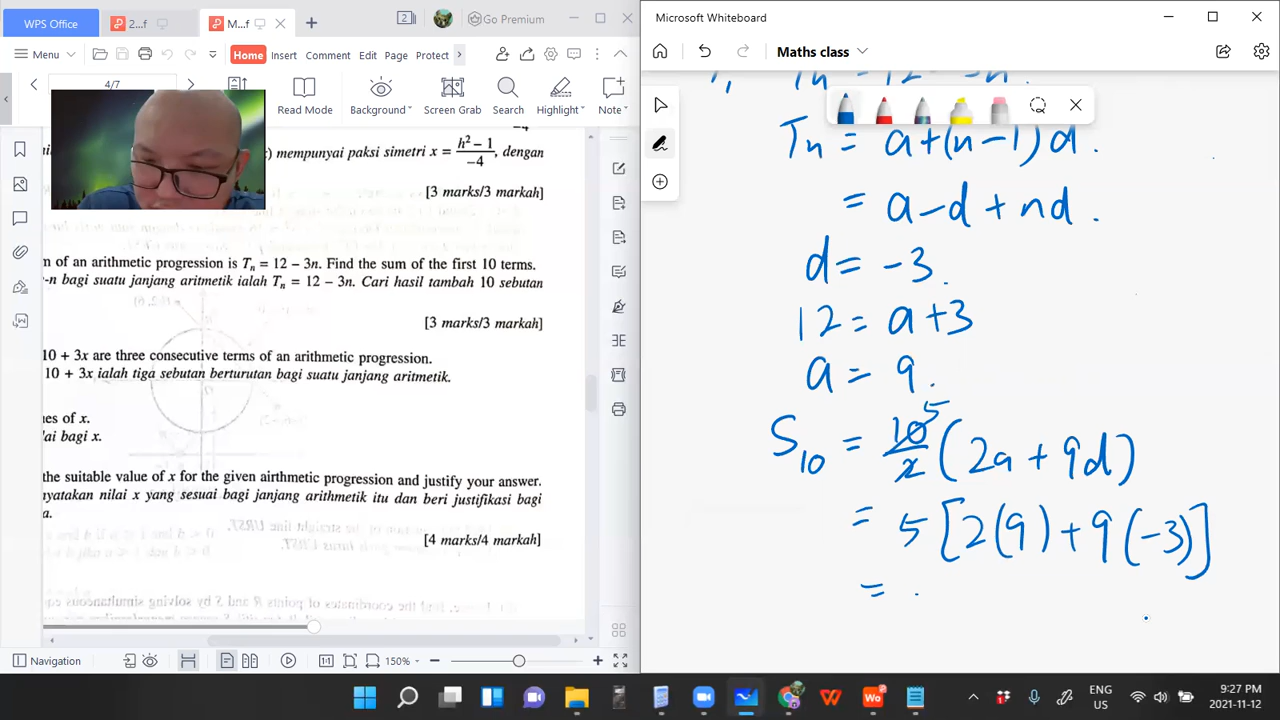 WPS Office
2...f
M...f
2
Go Premium
Menu
Home
Insert
Comment
Edit
Page
Protect
4/7
Read Mode
Background
Screen Grab
Search
Highlight
Note
mempunyai paksi simetri x = (h² − 1)/−4, dengan
[3 marks/3 markah]
m of an arithmetic progression is Tn = 12 − 3n. Find the sum of the first 10 terms.
-n bagi suatu janjang aritmetik ialah Tn = 12 − 3n. Cari hasil tambah 10 sebutan
[3 marks/3 markah]
10 + 3x are three consecutive terms of an arithmetic progression.
10 + 3x ialah tiga sebutan berturutan bagi suatu janjang aritmetik.
es of x.
lai bagi x.
the suitable value of x for the given airthmetic progression and justify your answer.
nyatakan nilai x yang sesuai bagi janjang arithmetik itu dan beri justifikasi bagi
a.
[4 marks/4 markah]
Navigation
150%
Microsoft Whiteboard
Maths class
Tn = a+(n−1)d.
= a−d+nd.
d = −3.
12 = a+3
a = 9.
S10 = 10/2 5 (2a + 9d)
= 5[2(9)+9(−3)]
=
ENG
US
9:27 PM
2021-11-12